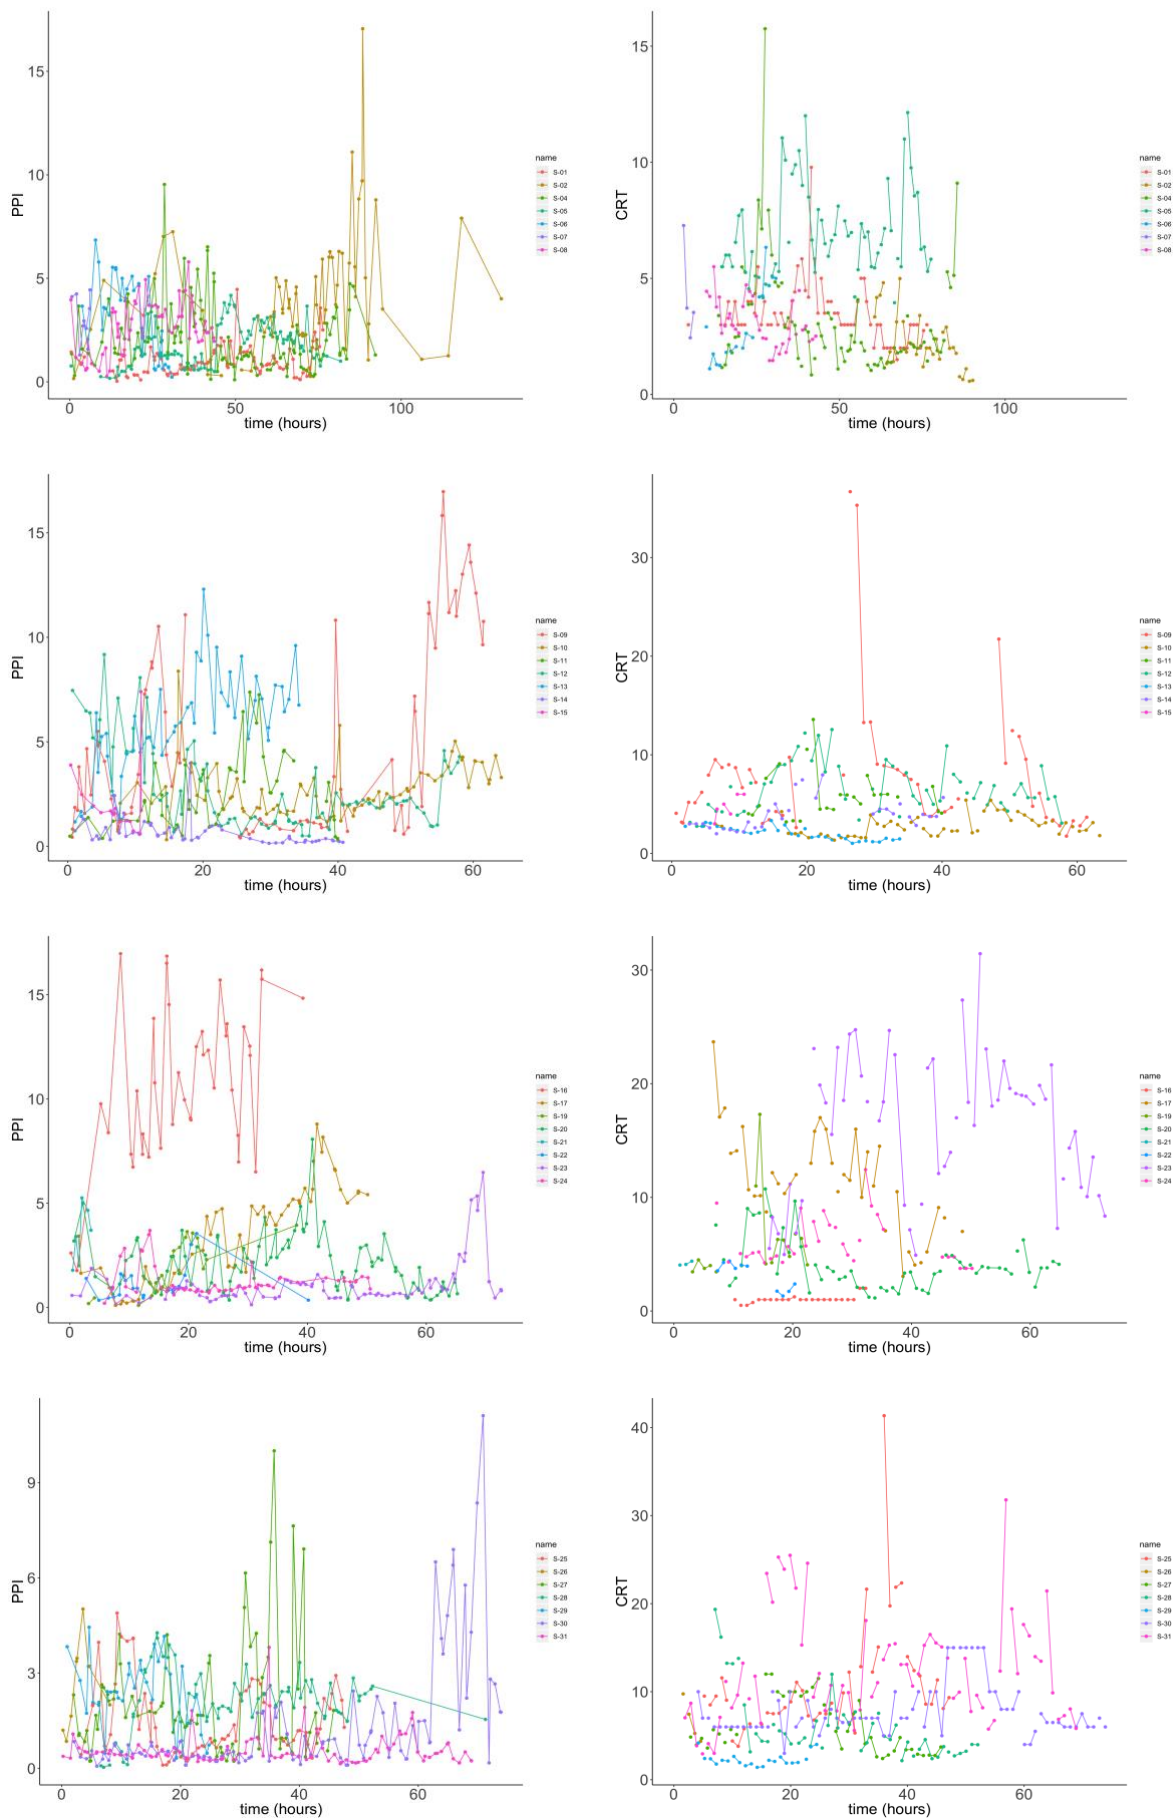 PPI
15
10
5
0
0 50 100
time (hours)
name
S-01
S-02
S-04
S-05
S-06
S-07
S-08
CRT
15
10
5
0
0 50 100
time (hours)
name
S-01
S-02
S-04
S-05
S-06
S-07
S-08
PPI
15
10
5
0
0 20 40 60
time (hours)
name
S-09
S-10
S-11
S-12
S-13
S-14
S-15
CRT
30
20
10
0
0 20 40 60
time (hours)
name
S-09
S-10
S-11
S-12
S-13
S-14
S-15
PPI
15
10
5
0
0 20 40 60
time (hours)
name
S-16
S-17
S-19
S-20
S-21
S-22
S-23
S-24
CRT
30
20
10
0
0 20 40 60
time (hours)
name
S-16
S-17
S-19
S-20
S-21
S-22
S-23
S-24
PPI
9
6
3
0
0 20 40 60
time (hours)
name
S-25
S-26
S-27
S-28
S-29
S-30
S-31
CRT
40
30
20
10
0
0 20 40 60
time (hours)
name
S-25
S-26
S-27
S-28
S-29
S-30
S-31